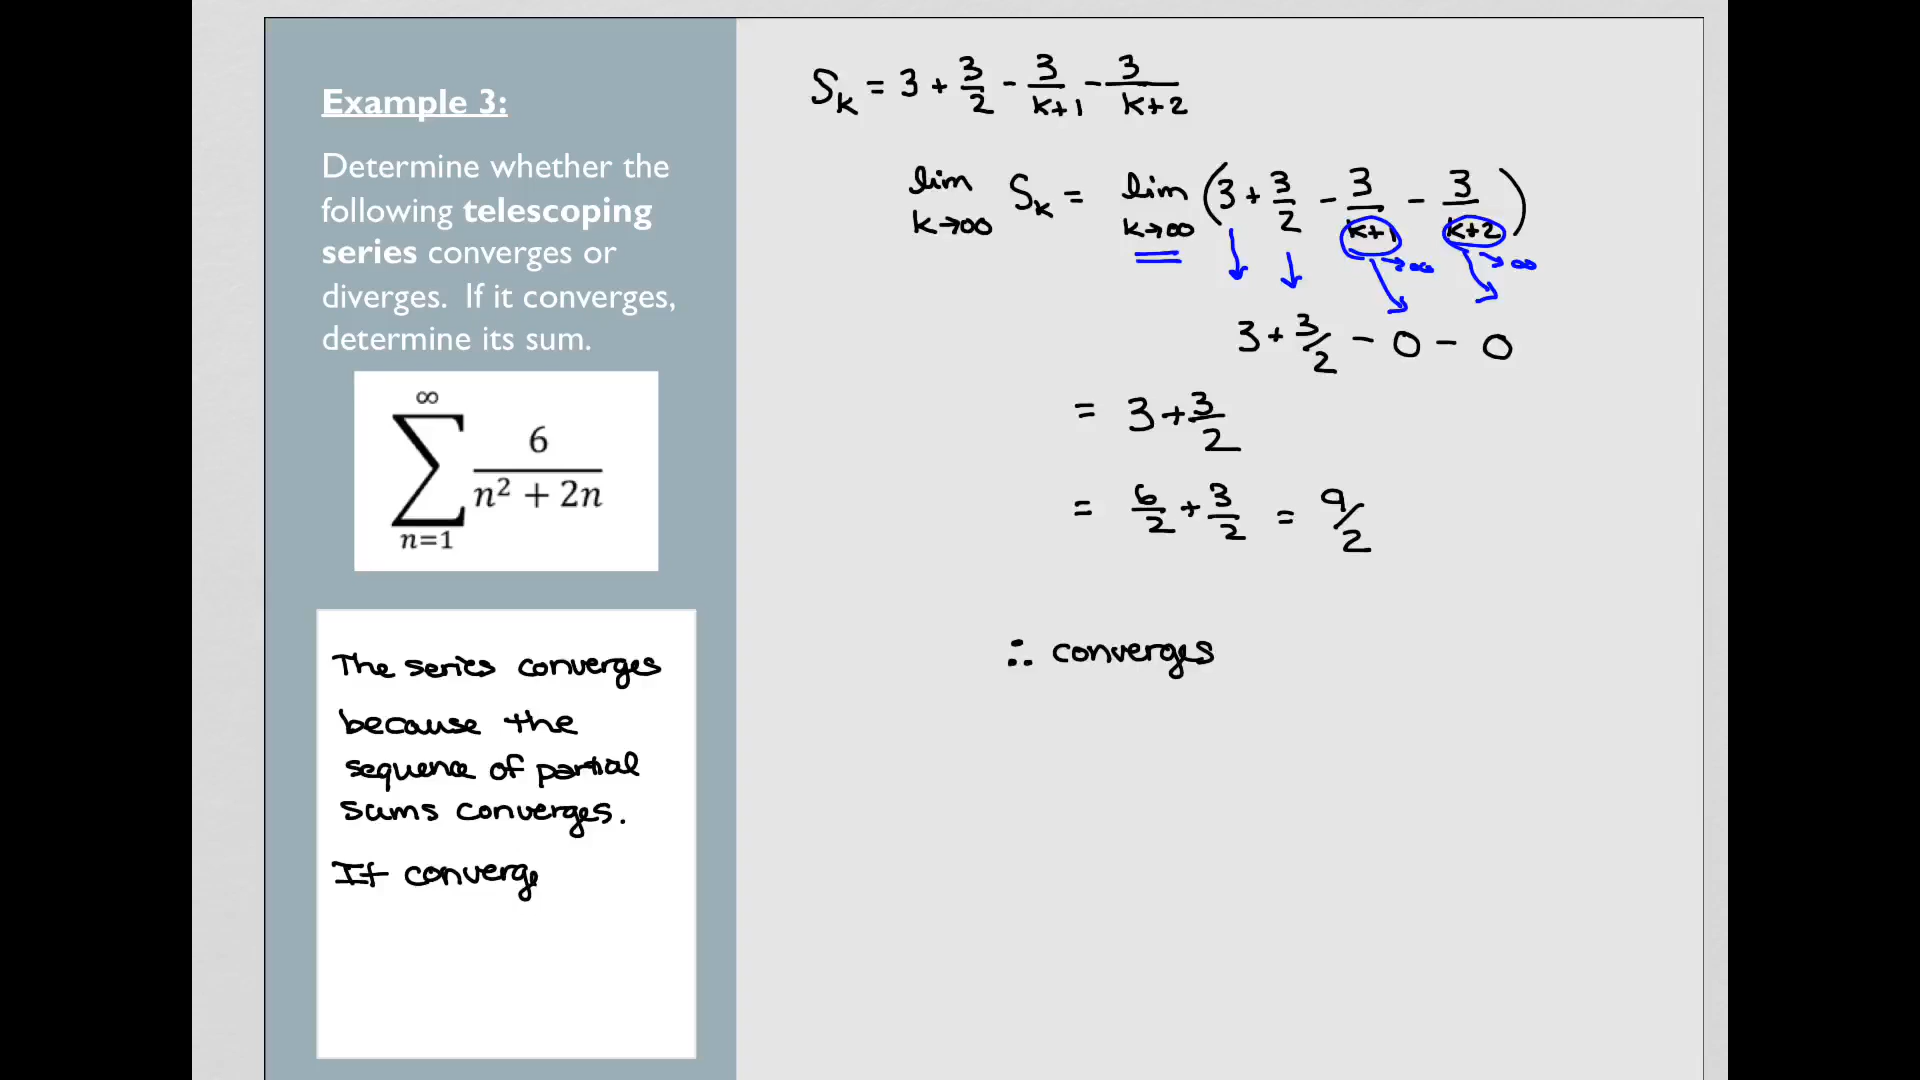 Example 3:
Determine whether the
following telescoping
series converges or
diverges. If it converges,
determine its sum.
∞
∑ 6/(n² + 2n)
n=1
The series converges
because the
sequence of partial
sums converges.
It converge
S_k = 3 + 3/2 - 3/(k+1) - 3/(k+2)
lim k→∞ S_k = lim k→∞ (3 + 3/2 - 3/(k+1) - 3/(k+2))
→∞ →∞
3 + 3/2 - 0 - 0
= 3 + 3/2
= 6/2 + 3/2 = 9/2
∴ converges